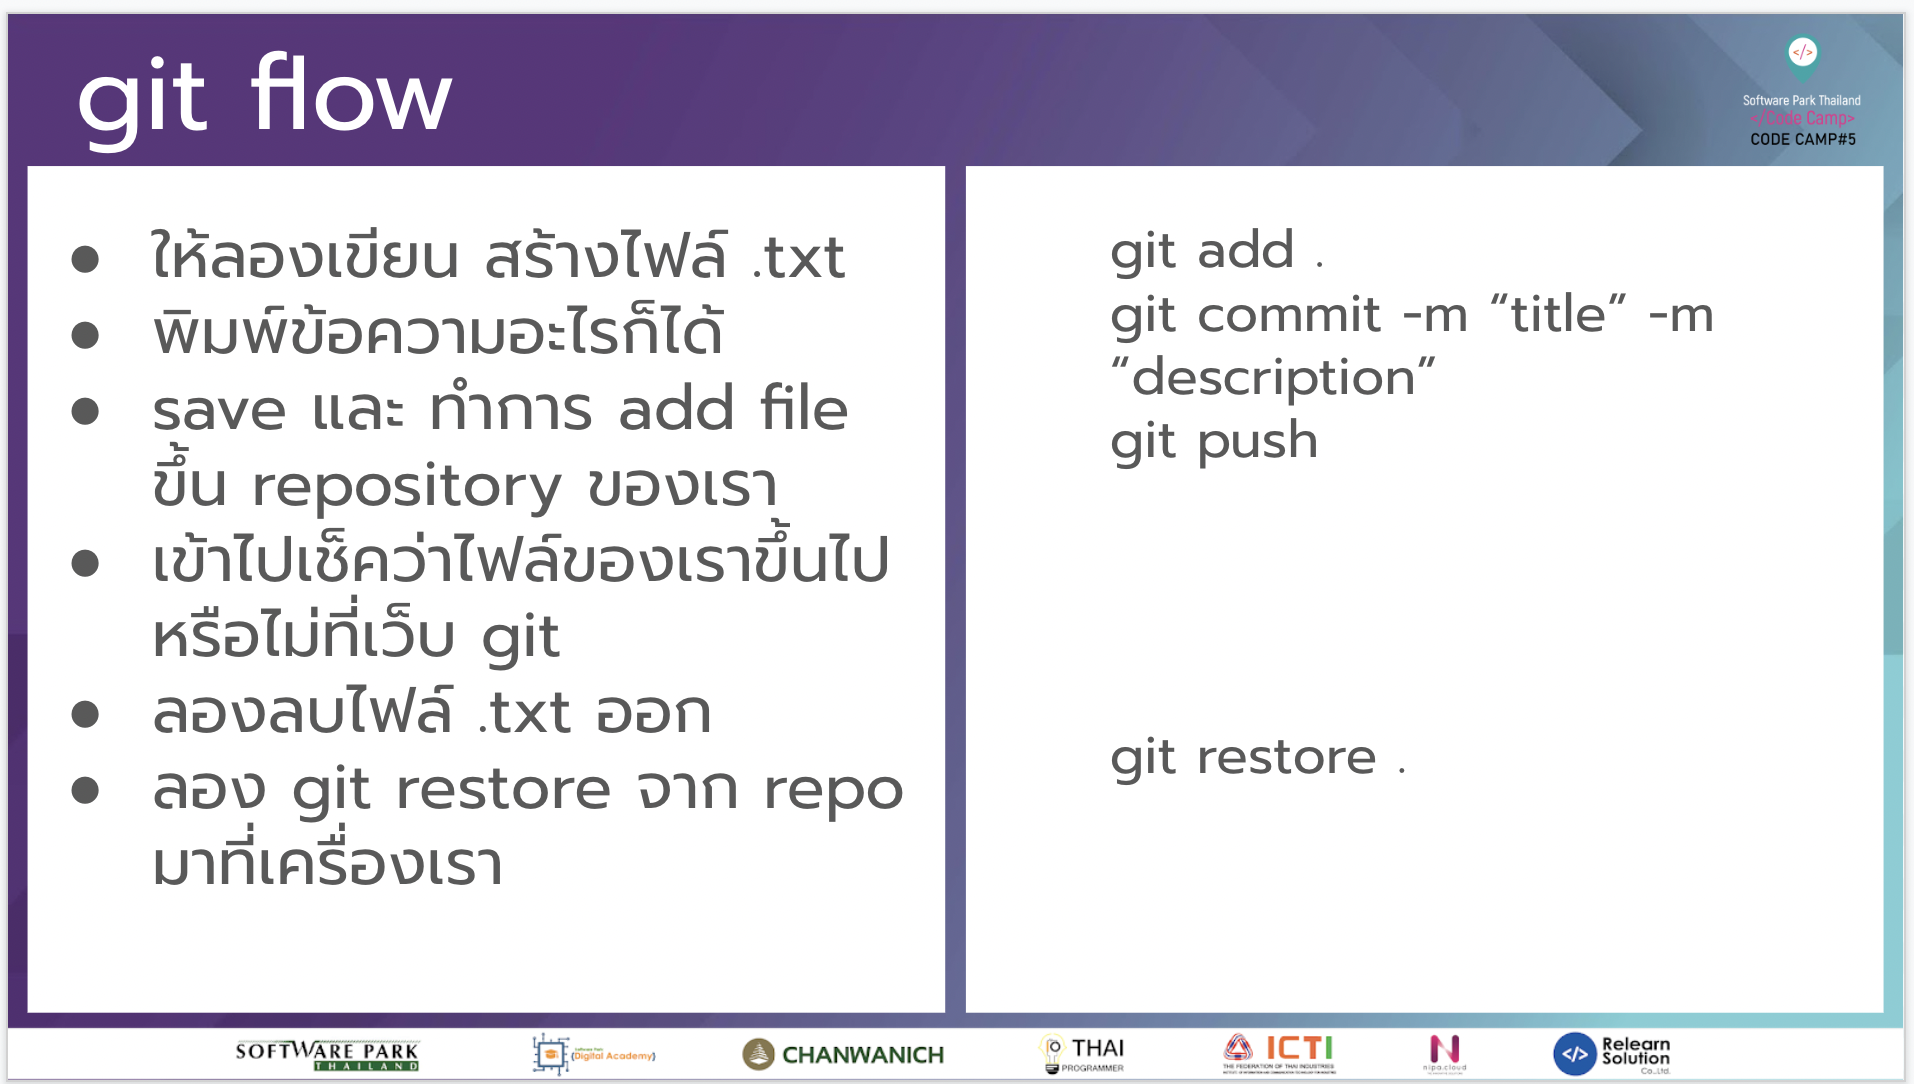 git flow
</>
Software Park Thailand
</Code Camp>
CODE CAMP#5
● ให้ลองเขียน สร้างไฟล์ .txt
● พิมพ์ข้อความอะไรก็ได้
● save และ ทำการ add file
ขึ้น repository ของเรา
● เข้าไปเช็คว่าไฟล์ของเราขึ้นไป
หรือไม่ที่เว็บ git
● ลองลบไฟล์ .txt ออก
● ลอง git restore จาก repo
มาที่เครื่องเรา
git add .
git commit -m “title” -m
“description”
git push
git restore .
SOFTWARE PARK
THAILAND
Software Park
{Digital Academy}
CHANWANICH
THAI
PROGRAMMER
ICTI
THE FEDERATION OF THAI INDUSTRIES
N
nipa.cloud
</>
Relearn
Solution
Co.,Ltd.